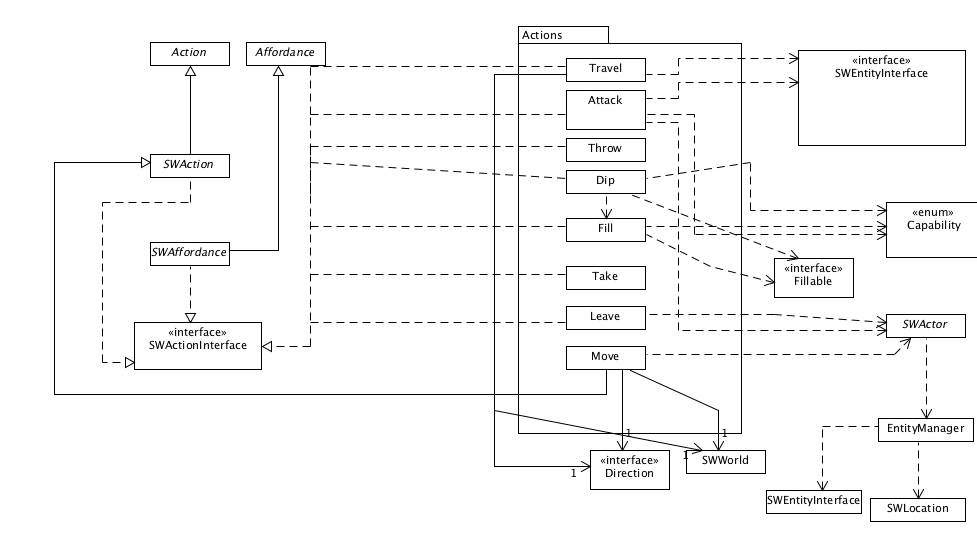 Actions
Action
Affordance
Travel
«interface»
SWEntityInterface
Attack
Throw
SWAction
Dip
«enum»
Capability
Fill
SWAffordance
Take
«interface»
Fillable
Leave
SWActor
«interface»
SWActionInterface
Move
EntityManager
1
1
1
1
«interface»
Direction
SWWorld
SWEntityInterface
SWLocation